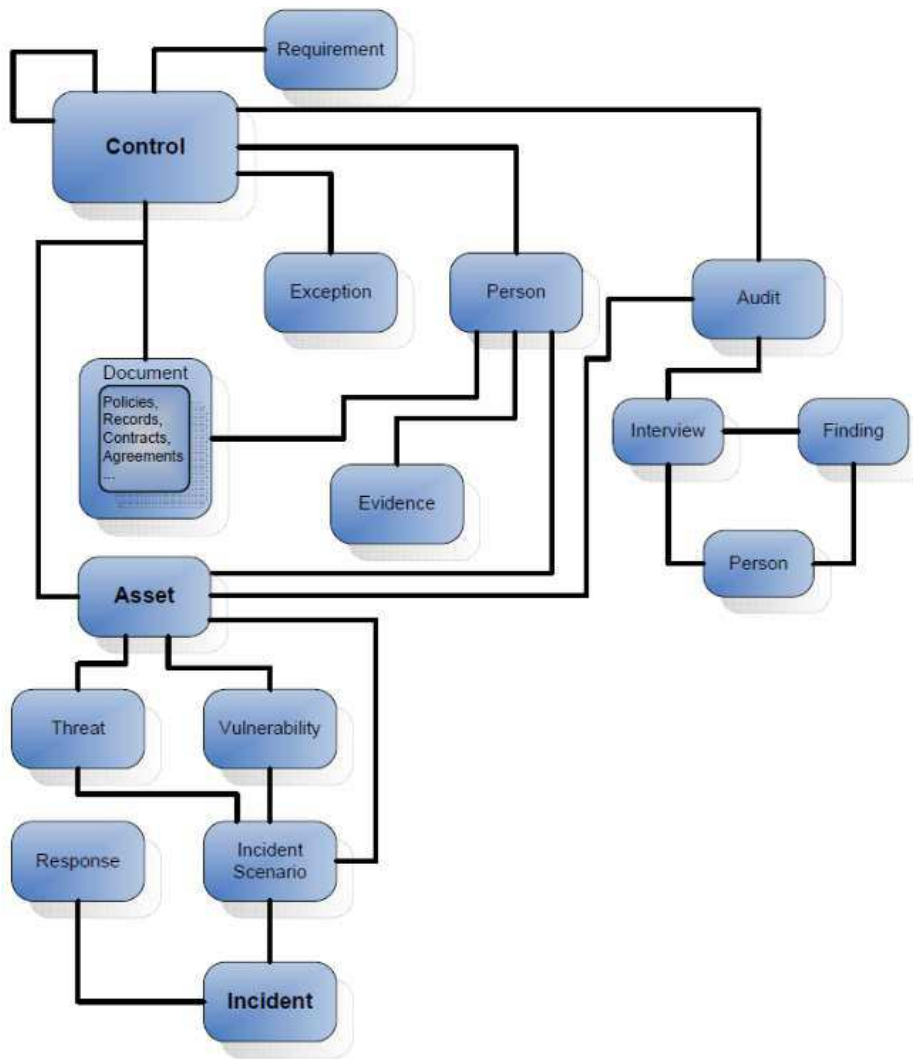 Requirement
Control
Exception
Person
Audit
Document
Policies,
Records,
Contracts,
Agreements
...
Interview
Finding
Evidence
Person
Asset
Threat
Vulnerability
Response
Incident
Scenario
Incident